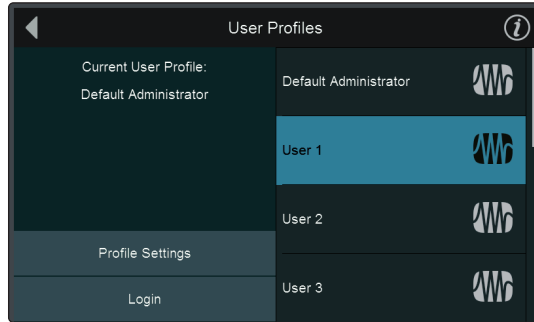 User Profiles
Current User Profile:
Default Administrator
Profile Settings
Login
Default Administrator
User 1
User 2
User 3